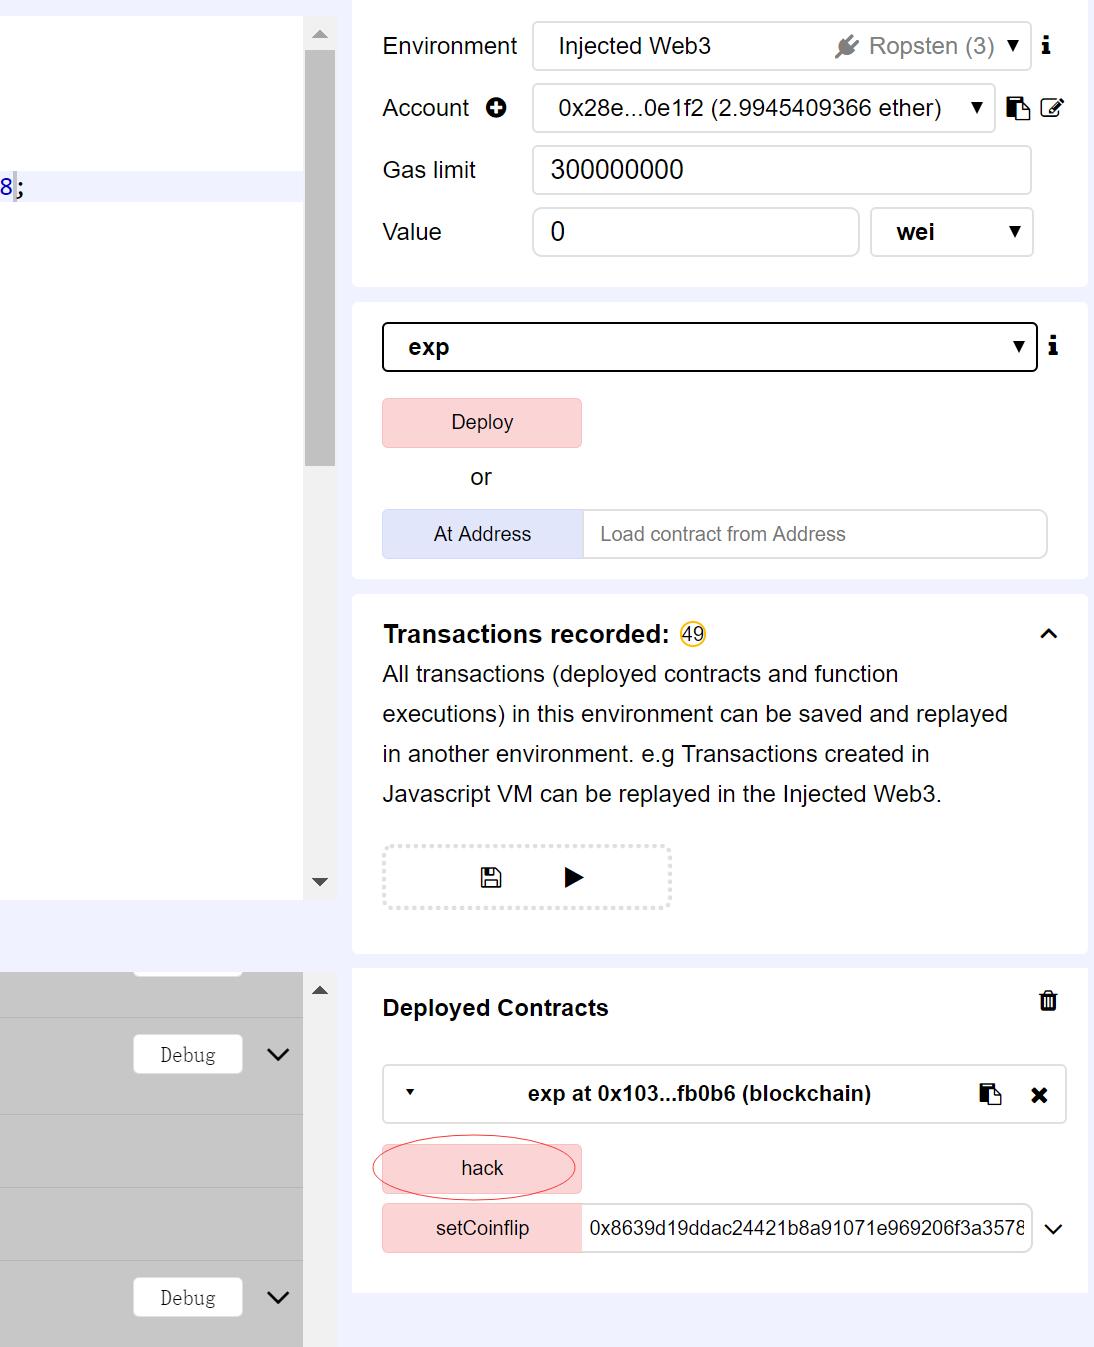 8;
Environment Injected Web3 Ropsten (3) ▼ i
Account 0x28e...0e1f2 (2.9945409366 ether) ▼
Gas limit 300000000
Value 0 wei ▼
exp ▼ i
Deploy
or
At Address Load contract from Address
Transactions recorded: 49
All transactions (deployed contracts and function
executions) in this environment can be saved and replayed
in another environment. e.g Transactions created in
Javascript VM can be replayed in the Injected Web3.
Deployed Contracts
Debug
exp at 0x103...fb0b6 (blockchain)
hack
setCoinflip 0x8639d19ddac24421b8a91071e969206f3a3578
Debug